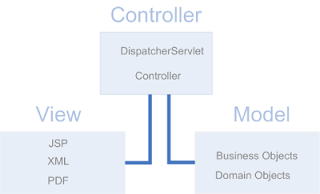 Controller
DispatcherServlet
Controller
View
JSP
XML
PDF
Model
Business Objects
Domain Objects